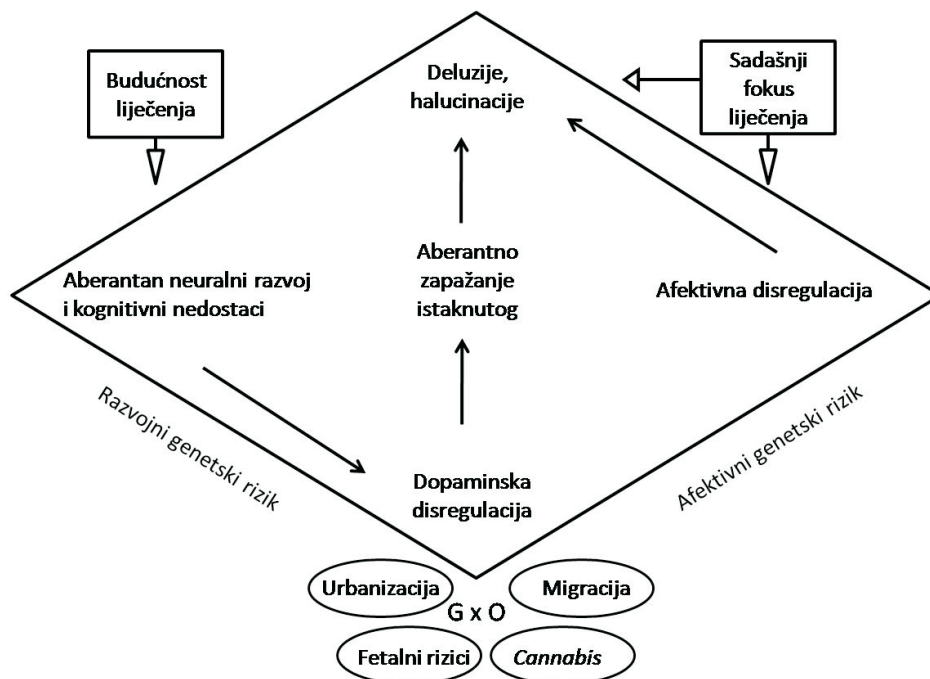 Budućnost
liječenja
Deluzije,
halucinacije
Sadašnji
fokus
liječenja
Aberantan neuralni razvoj
i kognitivni nedostaci
Aberantno
zapažanje
istaknutog
Afektivna disregulacija
Razvojni genetski rizik
Dopaminska
disregulacija
Afektivni genetski rizik
Urbanizacija
Migracija
G x O
Fetalni rizici
Cannabis